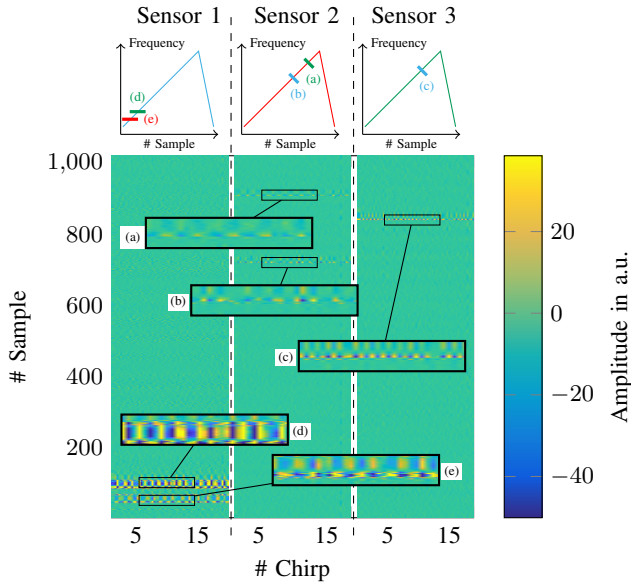 Sensor 1 Sensor 2 Sensor 3
Frequency Frequency Frequency
(d) (a)
(e) (b) (c)
# Sample # Sample # Sample
1,000
800
600
400
200
# Sample
(a)
(b)
(c)
(d)
(e)
5 15 5 15 5 15
# Chirp
20
0
−20
−40
Amplitude in a.u.